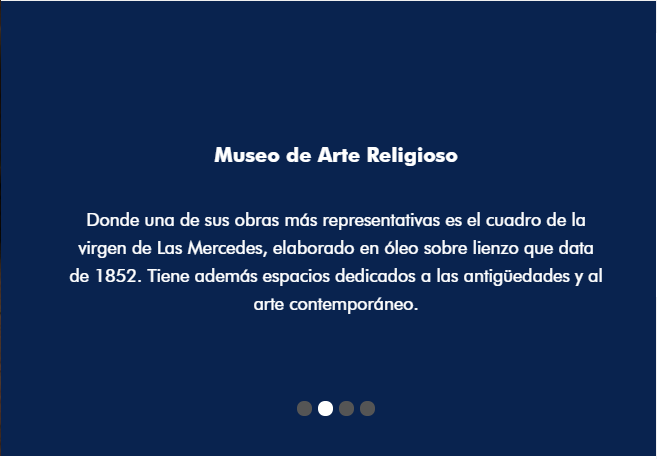 Museo de Arte Religioso
Donde una de sus obras más representativas es el cuadro de la
virgen de Las Mercedes, elaborado en óleo sobre lienzo que data
de 1852. Tiene además espacios dedicados a las antigüedades y al
arte contemporáneo.